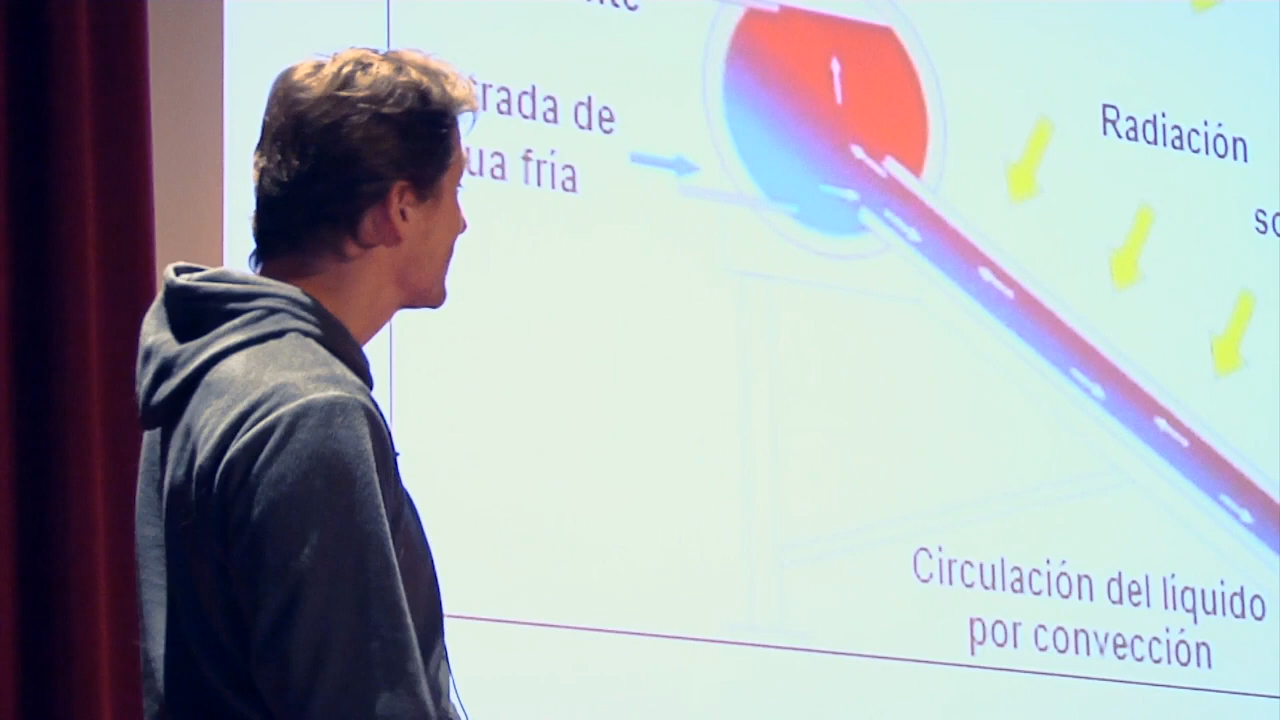 rada de
ua fría
Radiación
Circulación del líquido
por convección